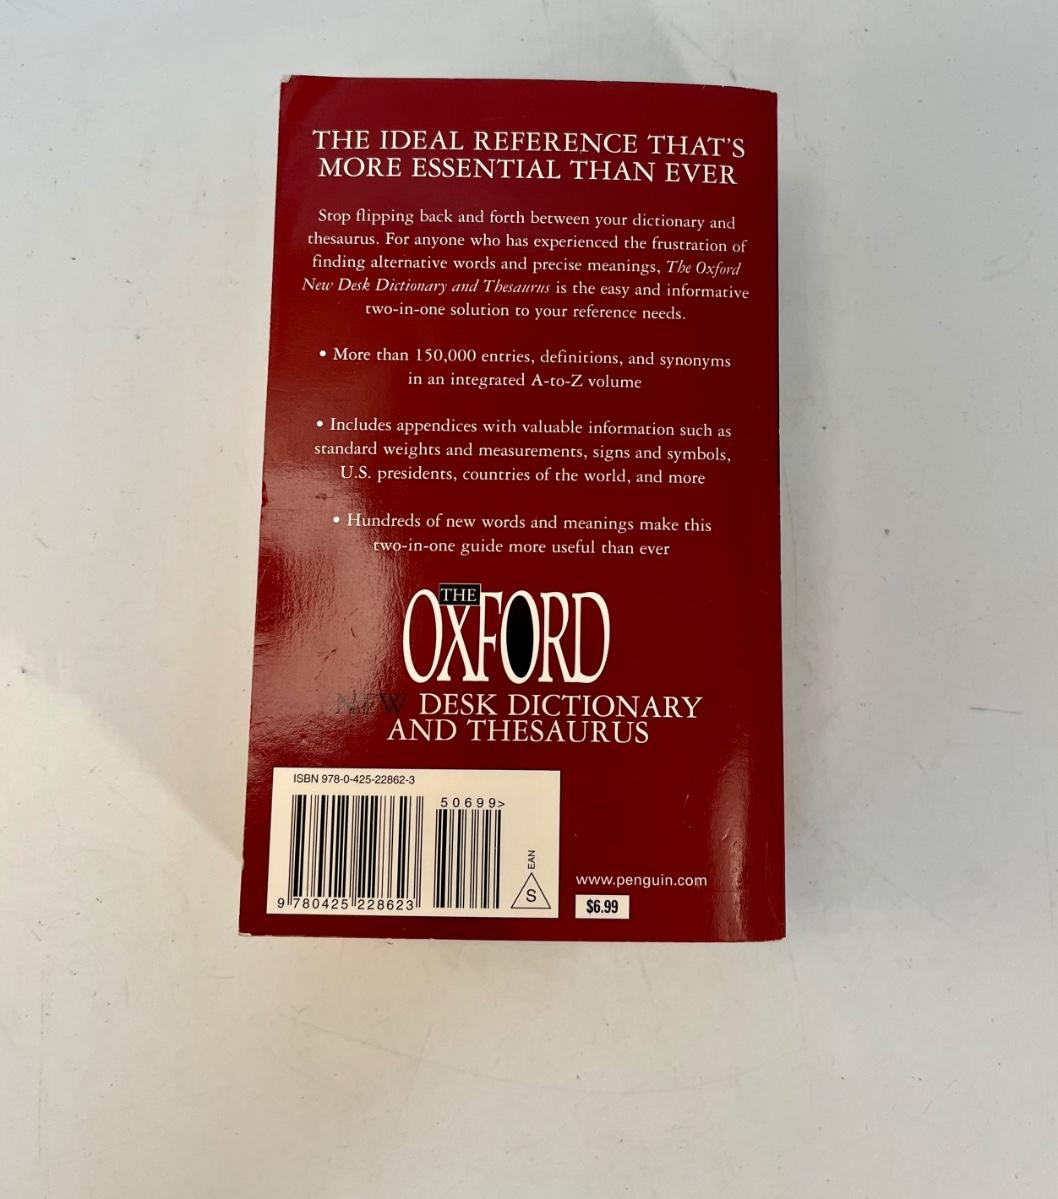 THE IDEAL REFERENCE THAT'S
MORE ESSENTIAL THAN EVER
Stop flipping back and forth between your dictionary and
thesaurus. For anyone who has experienced the frustration of
finding alternative words and precise meanings, The Oxford
New Desk Dictionary and Thesaurus is the easy and informative
two-in-one solution to your reference needs.
• More than 150,000 entries, definitions, and synonyms
in an integrated A-to-Z volume
• Includes appendices with valuable information such as
standard weights and measurements, signs and symbols,
U.S. presidents, countries of the world, and more
• Hundreds of new words and meanings make this
two-in-one guide more useful than ever
THE
OXFORD
NEW DESK DICTIONARY
AND THESAURUS
ISBN 978-0-425-22862-3
50699>
EAN
S
9 780425 228623
www.penguin.com
$6.99